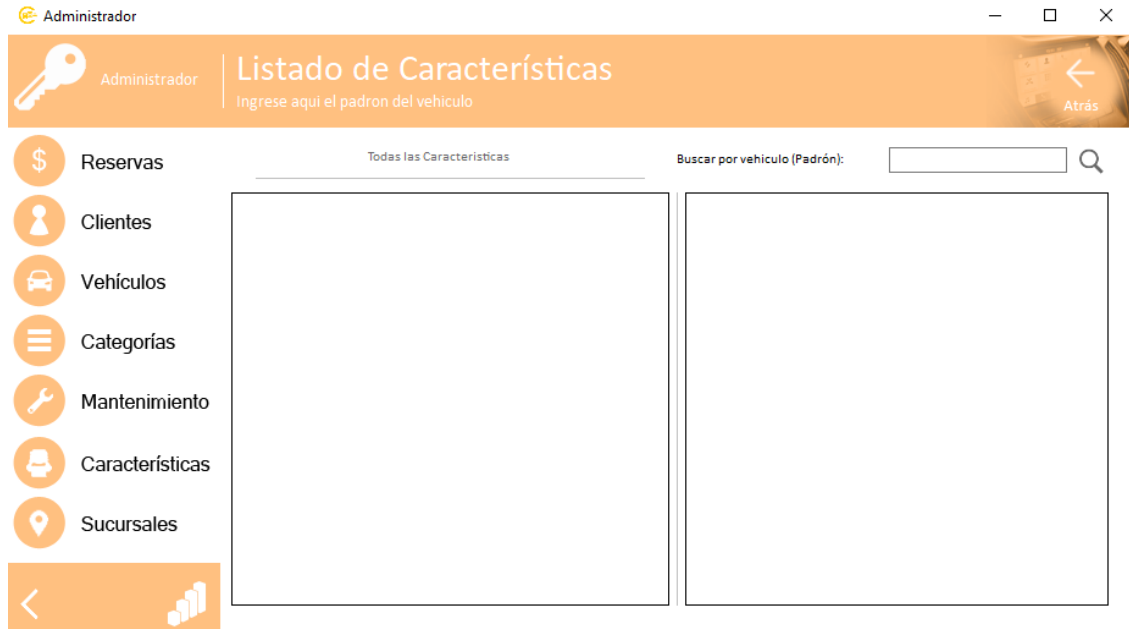 Administrador
Administrador
Listado de Características
Ingrese aqui el padron del vehiculo
Atrás
Reservas
Clientes
Vehículos
Categorías
Mantenimiento
Características
Sucursales
Todas las Caracteristicas
Buscar por vehiculo (Padrón):